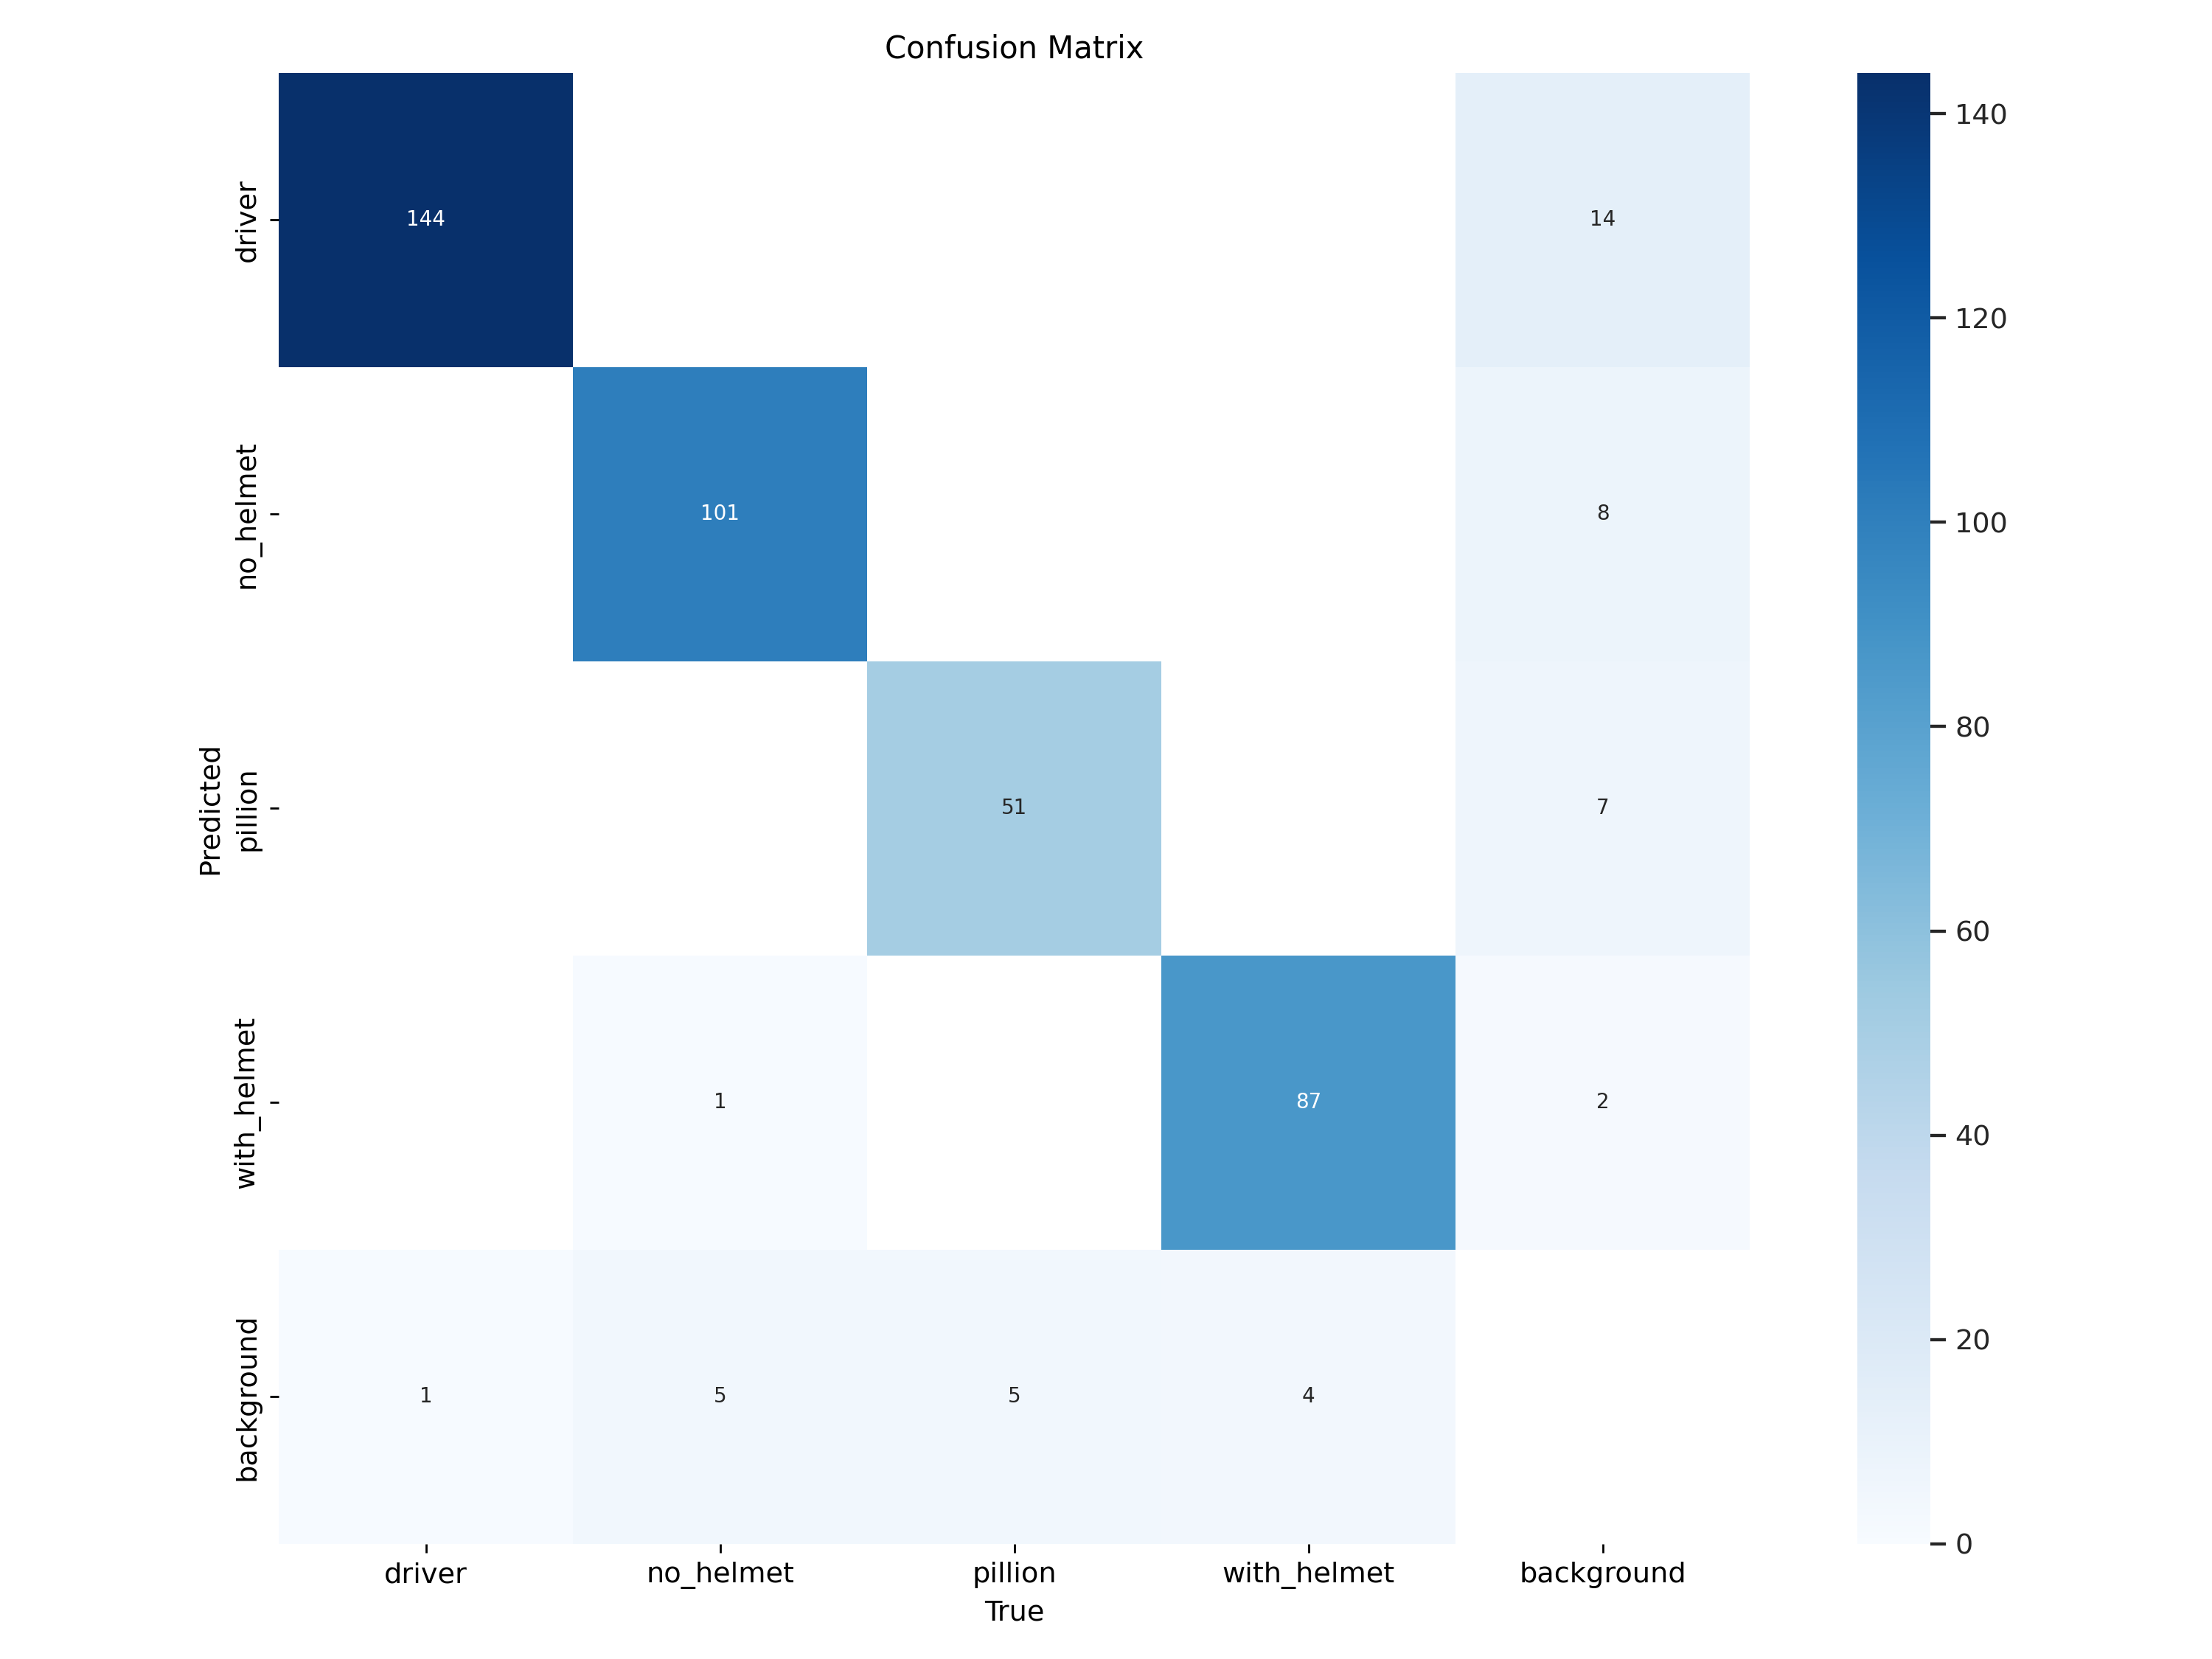 Confusion Matrix
driver
144
14
140
120
no_helmet
101
8
100
80
Predicted
pillion
51
7
60
with_helmet
1
87
2
40
background
1
5
5
4
20
0
driver no_helmet pillion with_helmet background
True